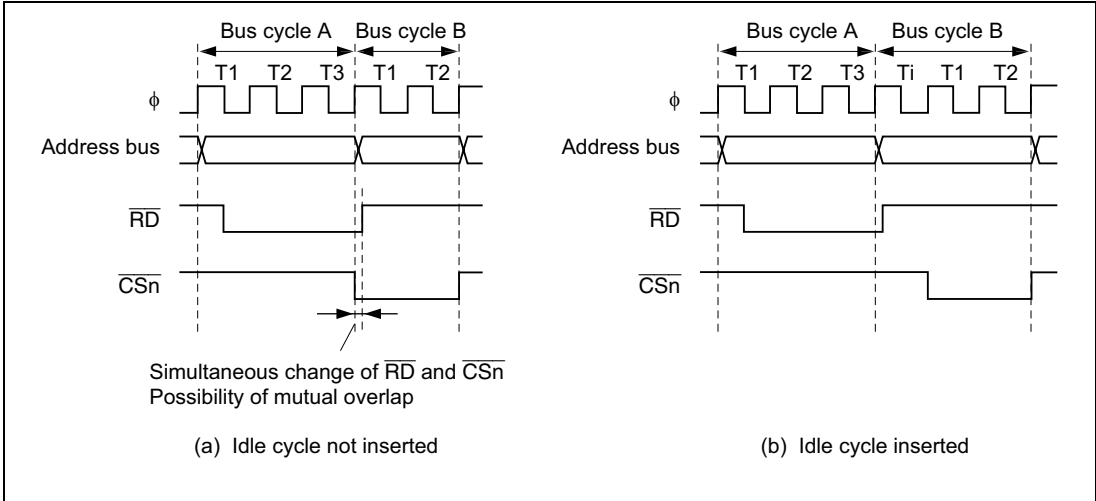 Bus cycle A Bus cycle B
T1 T2 T3 T1 T2
φ
Address bus
RD
CSn
Simultaneous change of RD and CSn
Possibility of mutual overlap
(a) Idle cycle not inserted
Bus cycle A Bus cycle B
T1 T2 T3 Ti T1 T2
φ
Address bus
RD
CSn
(b) Idle cycle inserted